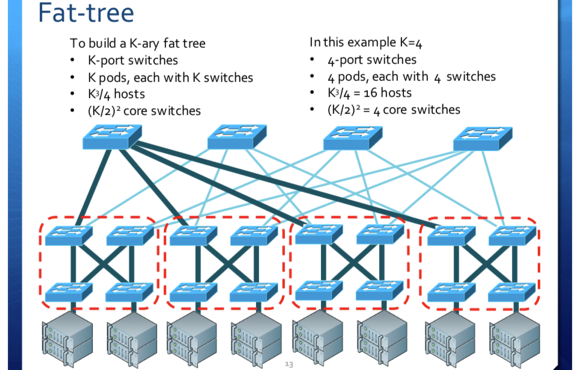 Fat-tree
To build a K-ary fat tree
• K-port switches
• K pods, each with K switches
• K³/4 hosts
• (K/2)² core switches
In this example K=4
• 4-port switches
• 4 pods, each with 4 switches
• K³/4 = 16 hosts
• (K/2)² = 4 core switches
13